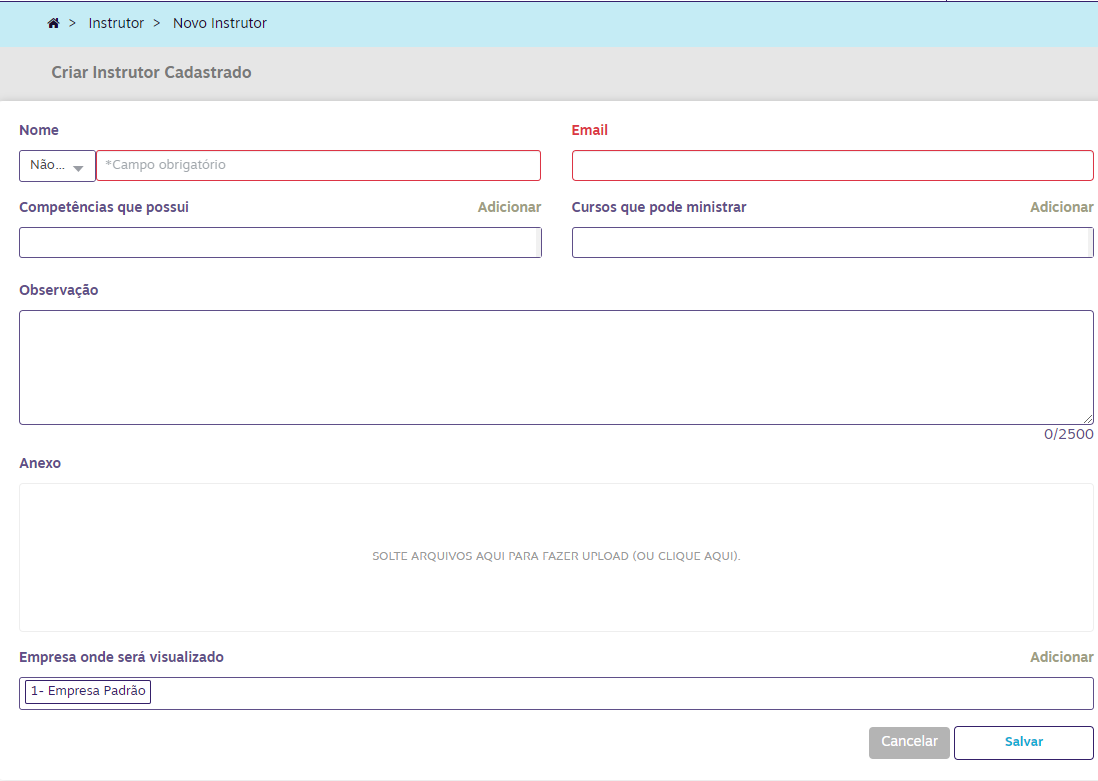 > Instrutor > Novo Instrutor
Criar Instrutor Cadastrado
Nome
Email
Não...
*Campo obrigatório
Competências que possui
Adicionar
Cursos que pode ministrar
Adicionar
Observação
0/2500
Anexo
SOLTE ARQUIVOS AQUI PARA FAZER UPLOAD (OU CLIQUE AQUI).
Empresa onde será visualizado
Adicionar
1- Empresa Padrão
Cancelar
Salvar